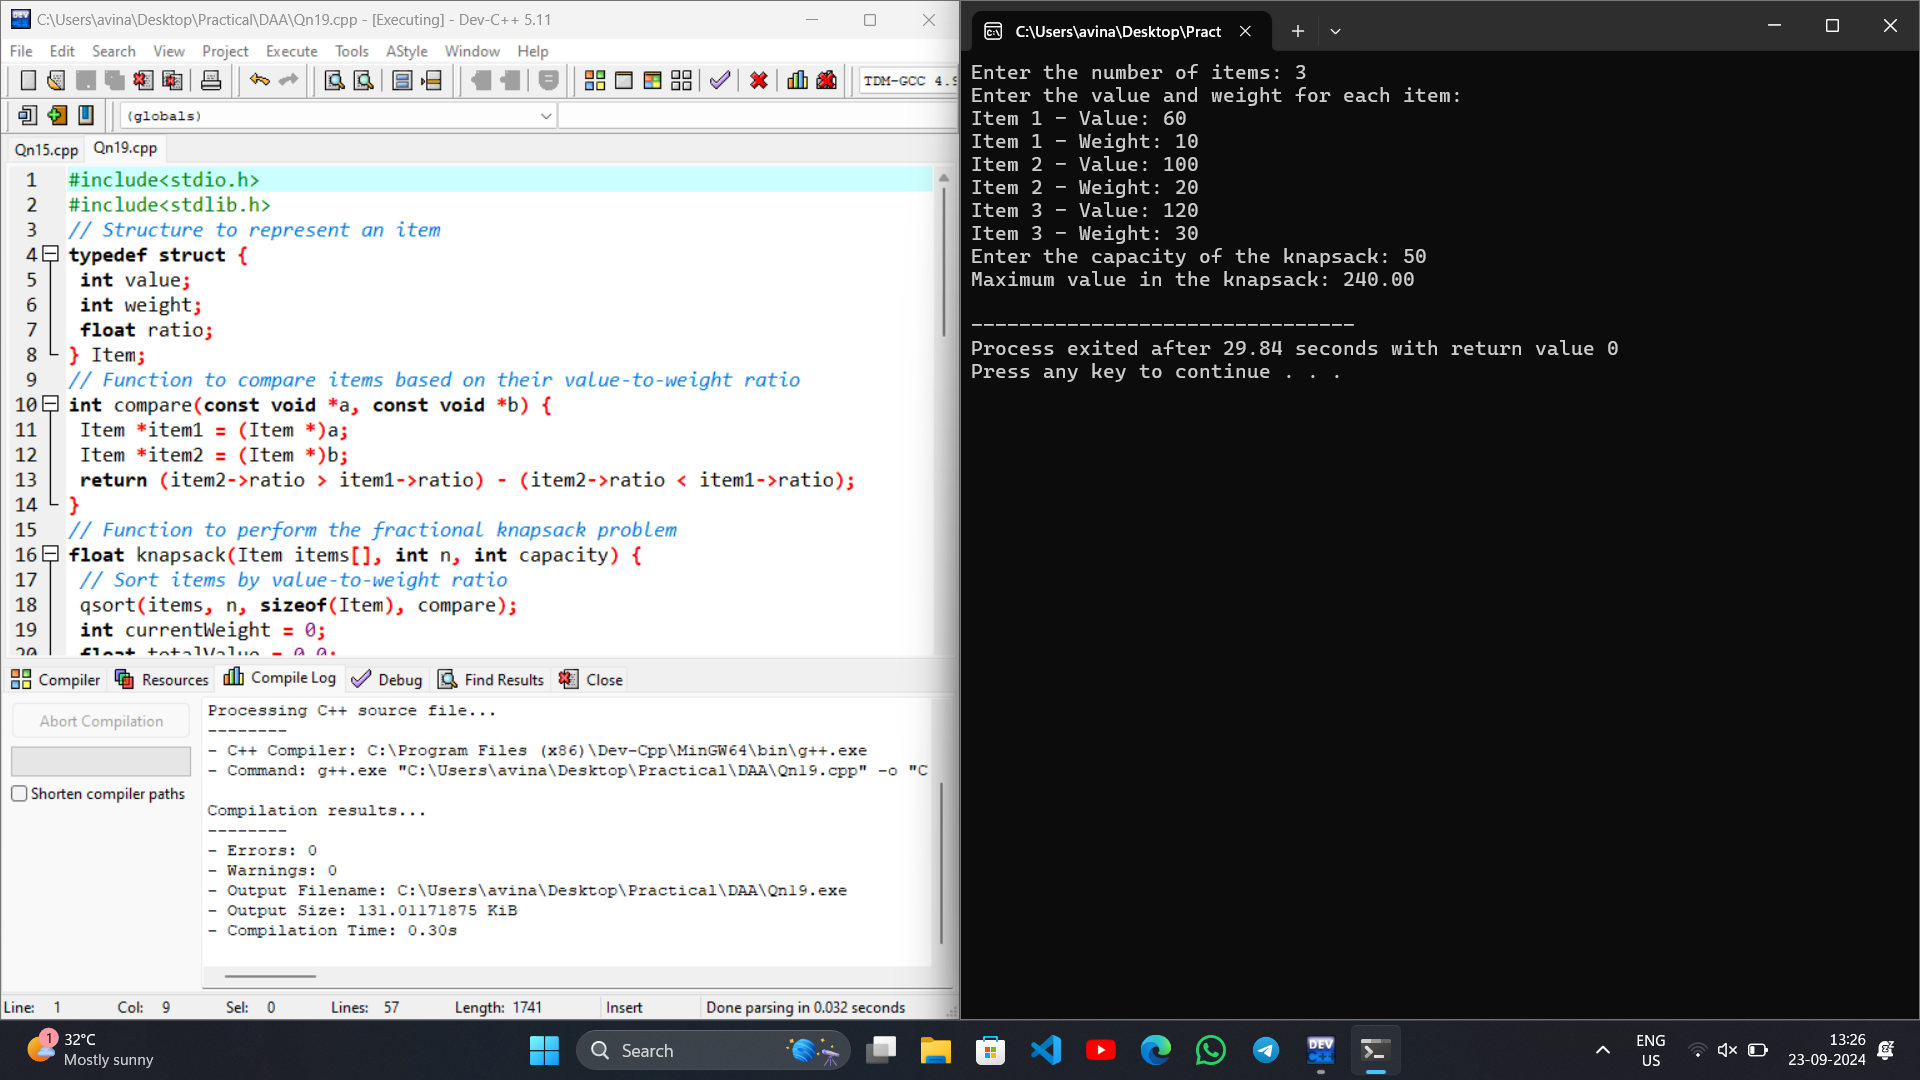 C:\Users\avina\Desktop\Practical\DAA\Qn19.cpp - [Executing] - Dev-C++ 5.11
File Edit Search View Project Execute Tools AStyle Window Help
TDM-GCC 4.9
(globals)
Qn15.cpp Qn19.cpp
1 #include<stdio.h>
2 #include<stdlib.h>
3 // Structure to represent an item
4 typedef struct {
5 int value;
6 int weight;
7 float ratio;
8 } Item;
9 // Function to compare items based on their value-to-weight ratio
10 int compare(const void *a, const void *b) {
11 Item *item1 = (Item *)a;
12 Item *item2 = (Item *)b;
13 return (item2->ratio > item1->ratio) - (item2->ratio < item1->ratio);
14 }
15 // Function to perform the fractional knapsack problem
16 float knapsack(Item items[], int n, int capacity) {
17 // Sort items by value-to-weight ratio
18 qsort(items, n, sizeof(Item), compare);
19 int currentWeight = 0;
20 float totalValue = 0.0;
Compiler Resources Compile Log Debug Find Results Close
Abort Compilation
Shorten compiler paths
Processing C++ source file...
--------
- C++ Compiler: C:\Program Files (x86)\Dev-Cpp\MinGW64\bin\g++.exe
- Command: g++.exe "C:\Users\avina\Desktop\Practical\DAA\Qn19.cpp" -o "C
Compilation results...
--------
- Errors: 0
- Warnings: 0
- Output Filename: C:\Users\avina\Desktop\Practical\DAA\Qn19.exe
- Output Size: 131.01171875 KiB
- Compilation Time: 0.30s
Line: 1 Col: 9 Sel: 0 Lines: 57 Length: 1741 Insert Done parsing in 0.032 seconds
C:\Users\avina\Desktop\Pract
Enter the number of items: 3
Enter the value and weight for each item:
Item 1 - Value: 60
Item 1 - Weight: 10
Item 2 - Value: 100
Item 2 - Weight: 20
Item 3 - Value: 120
Item 3 - Weight: 30
Enter the capacity of the knapsack: 50
Maximum value in the knapsack: 240.00
--------------------------------
Process exited after 29.84 seconds with return value 0
Press any key to continue . . .
1
32°C
Mostly sunny
Search
DEV
ENG
US
13:26
23-09-2024